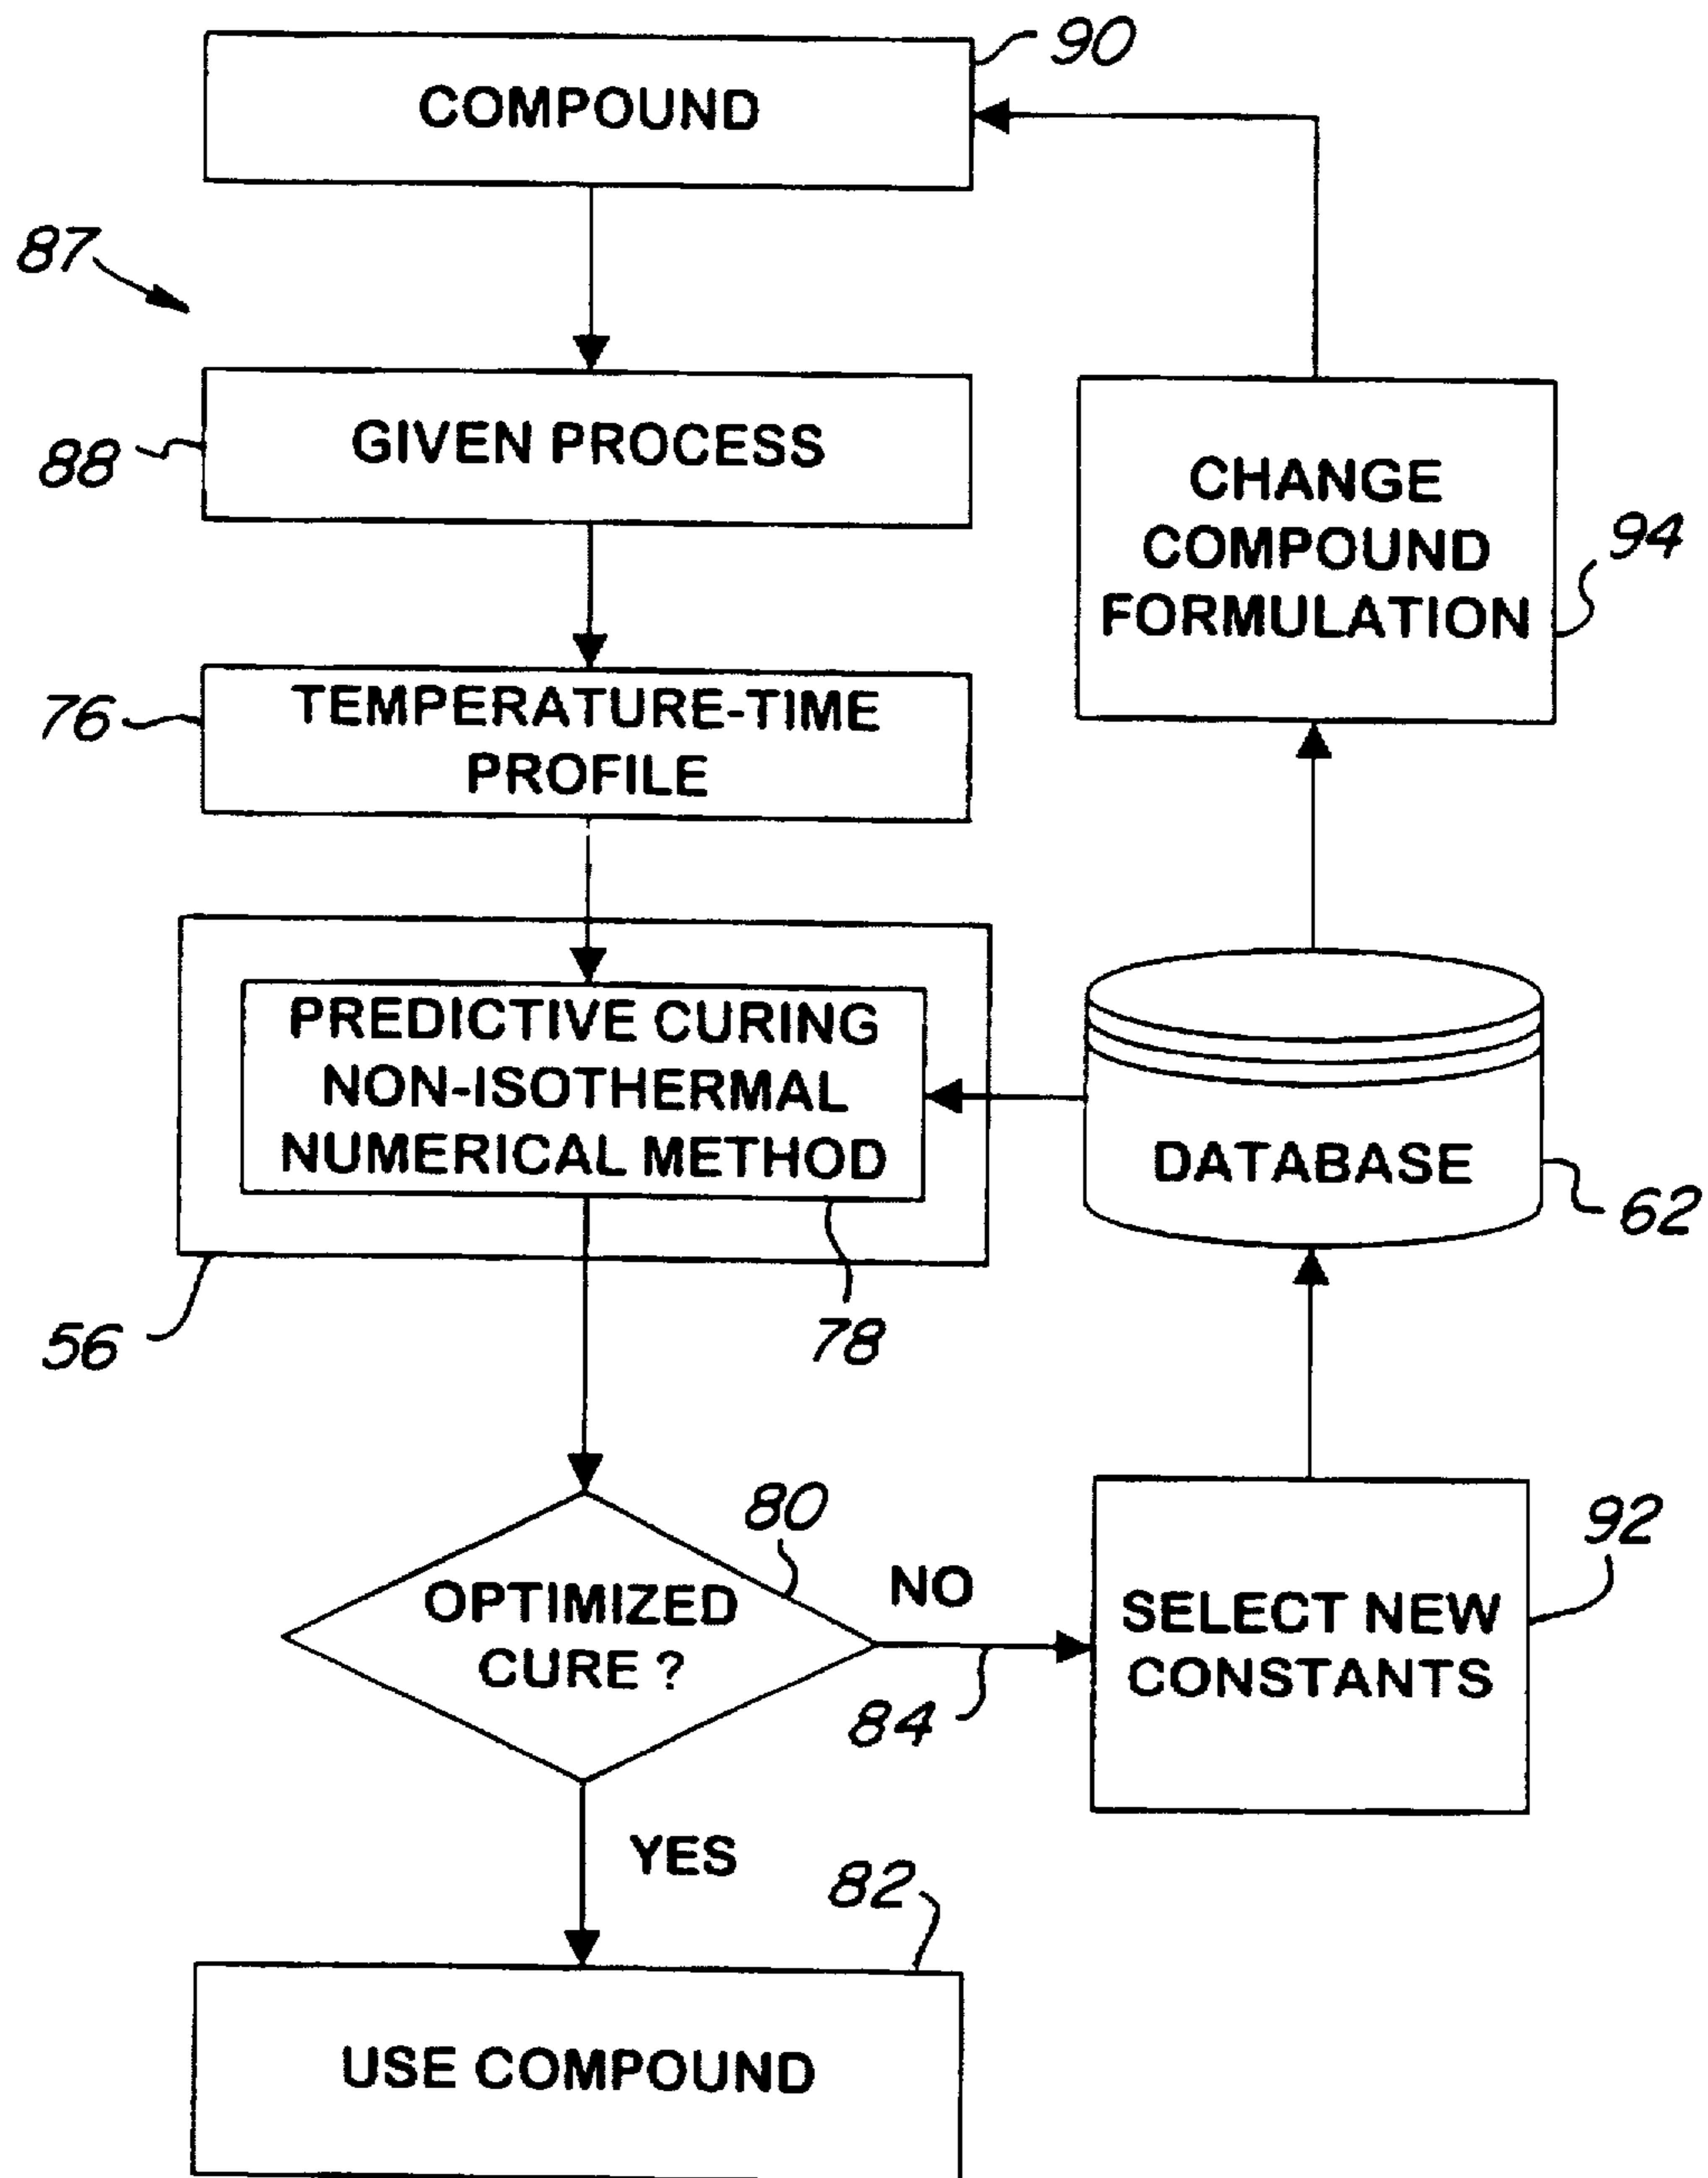 90
COMPOUND
87
GIVEN PROCESS
88
CHANGE
COMPOUND
FORMULATION
94
76
TEMPERATURE-TIME
PROFILE
PREDICTIVE CURING
NON-ISOTHERMAL
NUMERICAL METHOD
DATABASE
62
56
78
80
NO
92
OPTIMIZED
CURE ?
SELECT NEW
CONSTANTS
84
YES
82
USE COMPOUND